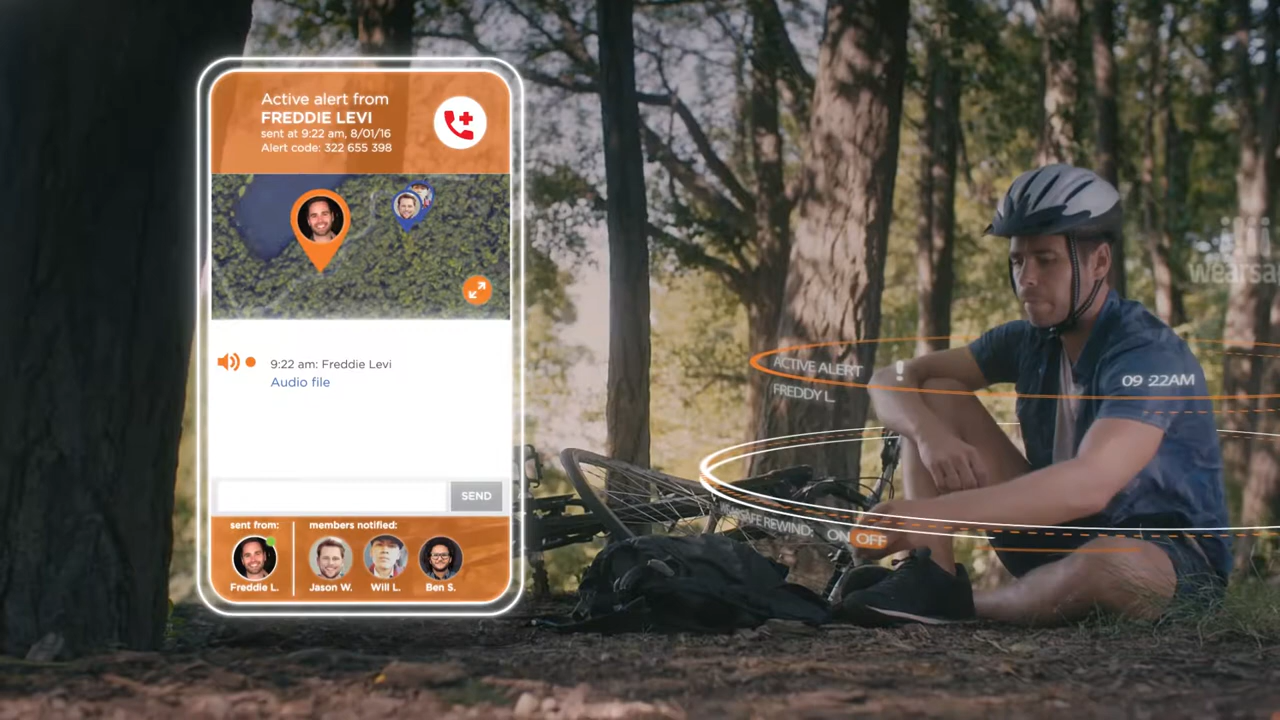 Active alert from
FREDDIE LEVI
sent at 9:22 am, 8/01/16
Alert code: 322 655 398
9:22 am: Freddie Levi
Audio file
SEND
sent from:
members notified:
Freddie L.
Jason W.
Will L.
Ben S.
ACTIVE ALERT
!
FREDDY L.
09 22AM
WEARSAFE REWIND: ON OFF
wearsa